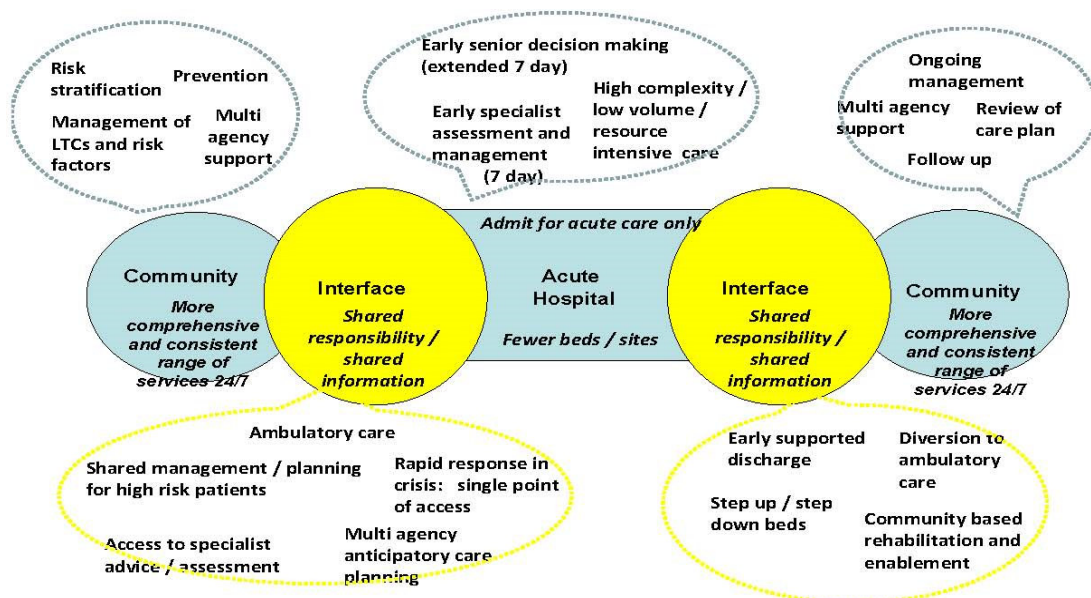 Risk
stratification
Prevention
Management of
LTCs and risk
factors
Multi
agency
support
Early senior decision making
(extended 7 day)
Early specialist
assessment and
management
(7 day)
High complexity /
low volume /
resource
intensive care
Ongoing
management
Multi agency
support
Review of
care plan
Follow up
Community
More
comprehensive
and consistent
range of
services 24/7
Interface
Shared
responsibility /
shared
information
Admit for acute care only
Acute
Hospital
Fewer beds / sites
Interface
Shared
responsibility /
shared
information
Community
More
comprehensive
and consistent
range of
services 24/7
Ambulatory care
Shared management / planning
for high risk patients
Rapid response in
crisis: single point
of access
Access to specialist
advice / assessment
Multi agency
anticipatory care
planning
Early supported
discharge
Diversion to
ambulatory
care
Step up / step
down beds
Community based
rehabilitation and
enablement